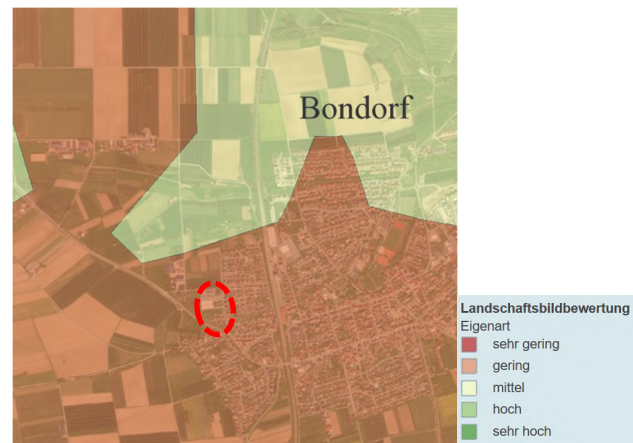 Bondorf
Landschaftsbildbewertung
Eigenart
sehr gering
gering
mittel
hoch
sehr hoch